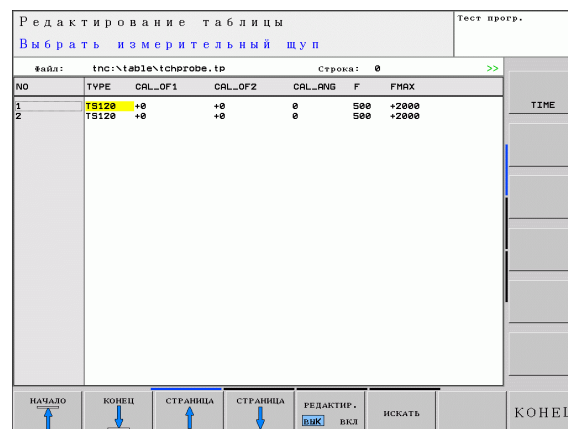 Редактирование таблицы
Выбрать измерительный щуп
Тест прогр.
Файл: tnc:\table\tchprobe.tp Строка: 0 >>
NO TYPE CAL_OF1 CAL_OF2 CAL_ANG F FMAX
1 TS120 +0 +0 0 500 +2000
2 TS120 +0 +0 0 500 +2000
TIME
НАЧАЛО КОНЕЦ СТРАНИЦА СТРАНИЦА РЕДАКТИР. ИСКАТЬ КОНЕЦ
ВЫК ВКЛ